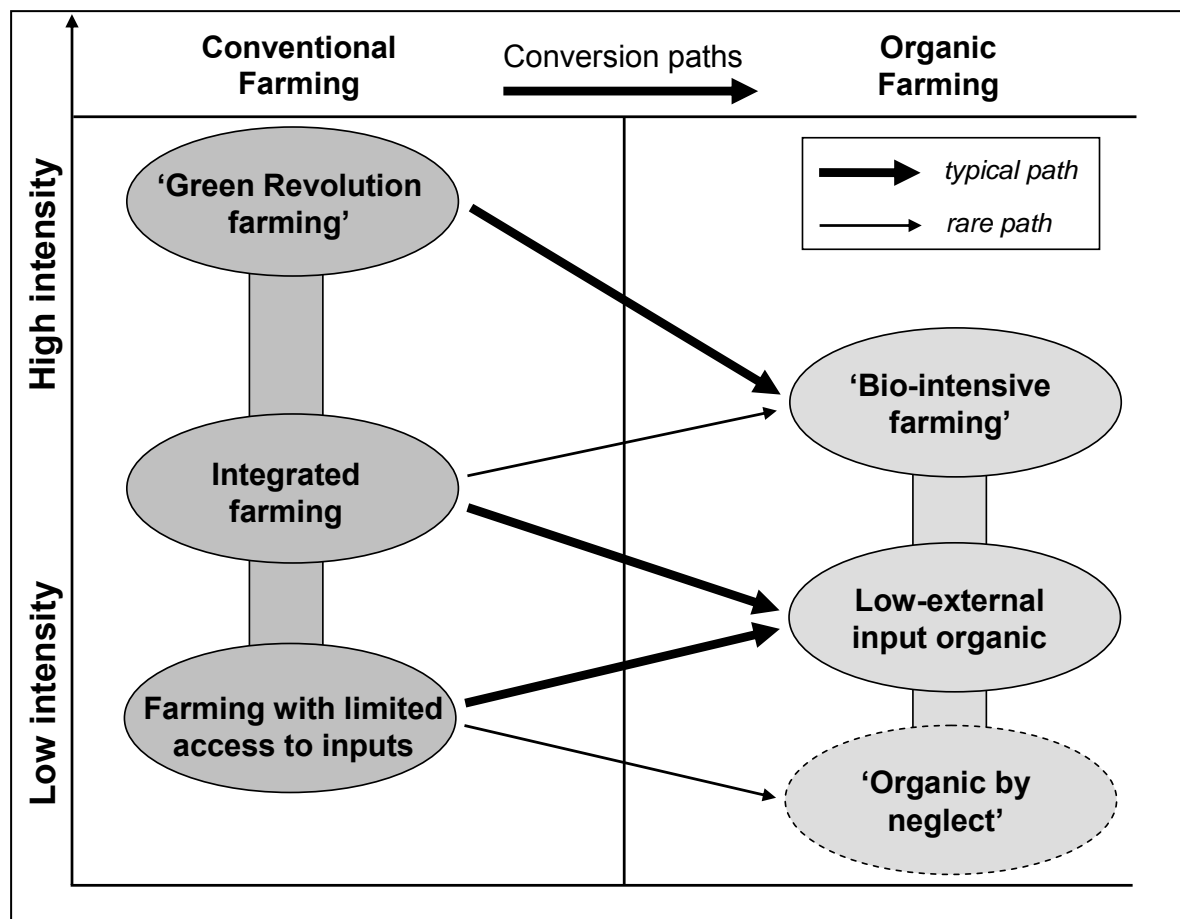 Conventional
Farming
Conversion paths
Organic
Farming
High intensity
Low intensity
‘Green Revolution
farming’
Integrated
farming
Farming with limited
access to inputs
typical path
rare path
‘Bio-intensive
farming’
Low-external
input organic
‘Organic by
neglect’